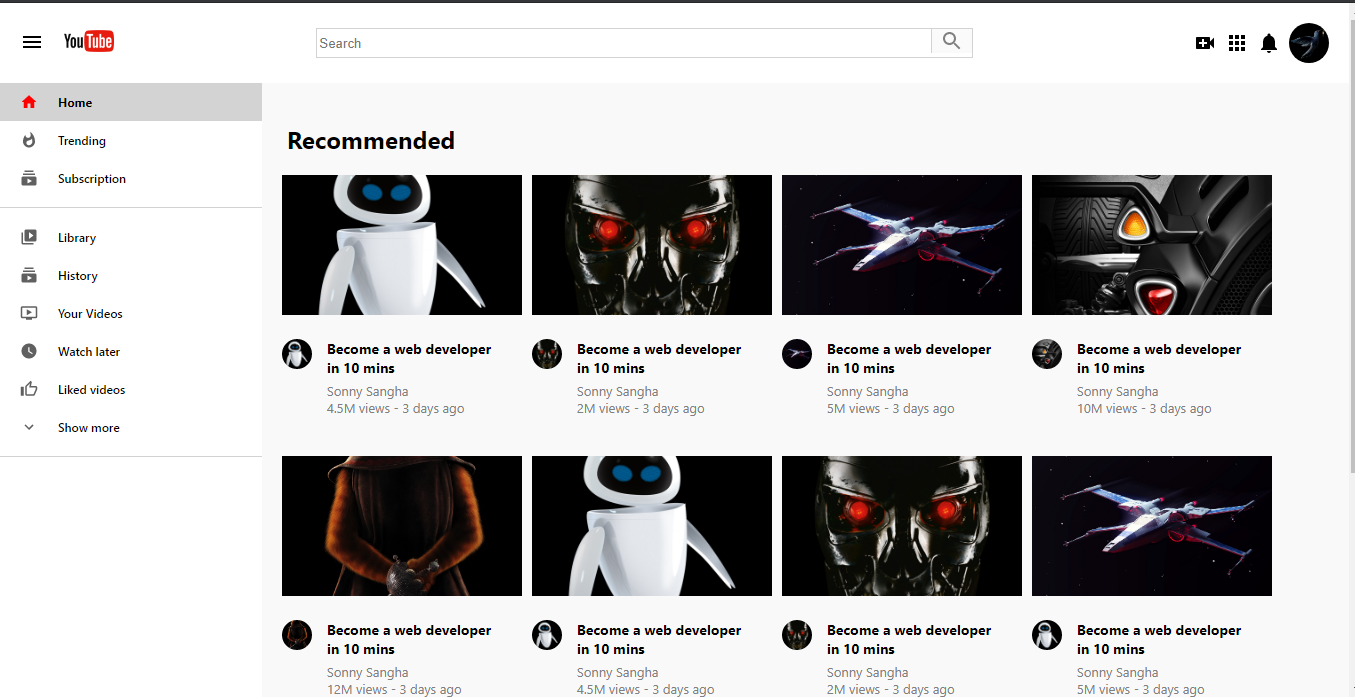 YouTube
Search
Home
Trending
Subscription
Library
History
Your Videos
Watch later
Liked videos
Show more
Recommended
Become a web developer
in 10 mins
Sonny Sangha
4.5M views - 3 days ago
Become a web developer
in 10 mins
Sonny Sangha
2M views - 3 days ago
Become a web developer
in 10 mins
Sonny Sangha
5M views - 3 days ago
Become a web developer
in 10 mins
Sonny Sangha
10M views - 3 days ago
Become a web developer
in 10 mins
Sonny Sangha
12M views - 3 days ago
Become a web developer
in 10 mins
Sonny Sangha
4.5M views - 3 days ago
Become a web developer
in 10 mins
Sonny Sangha
2M views - 3 days ago
Become a web developer
in 10 mins
Sonny Sangha
5M views - 3 days ago